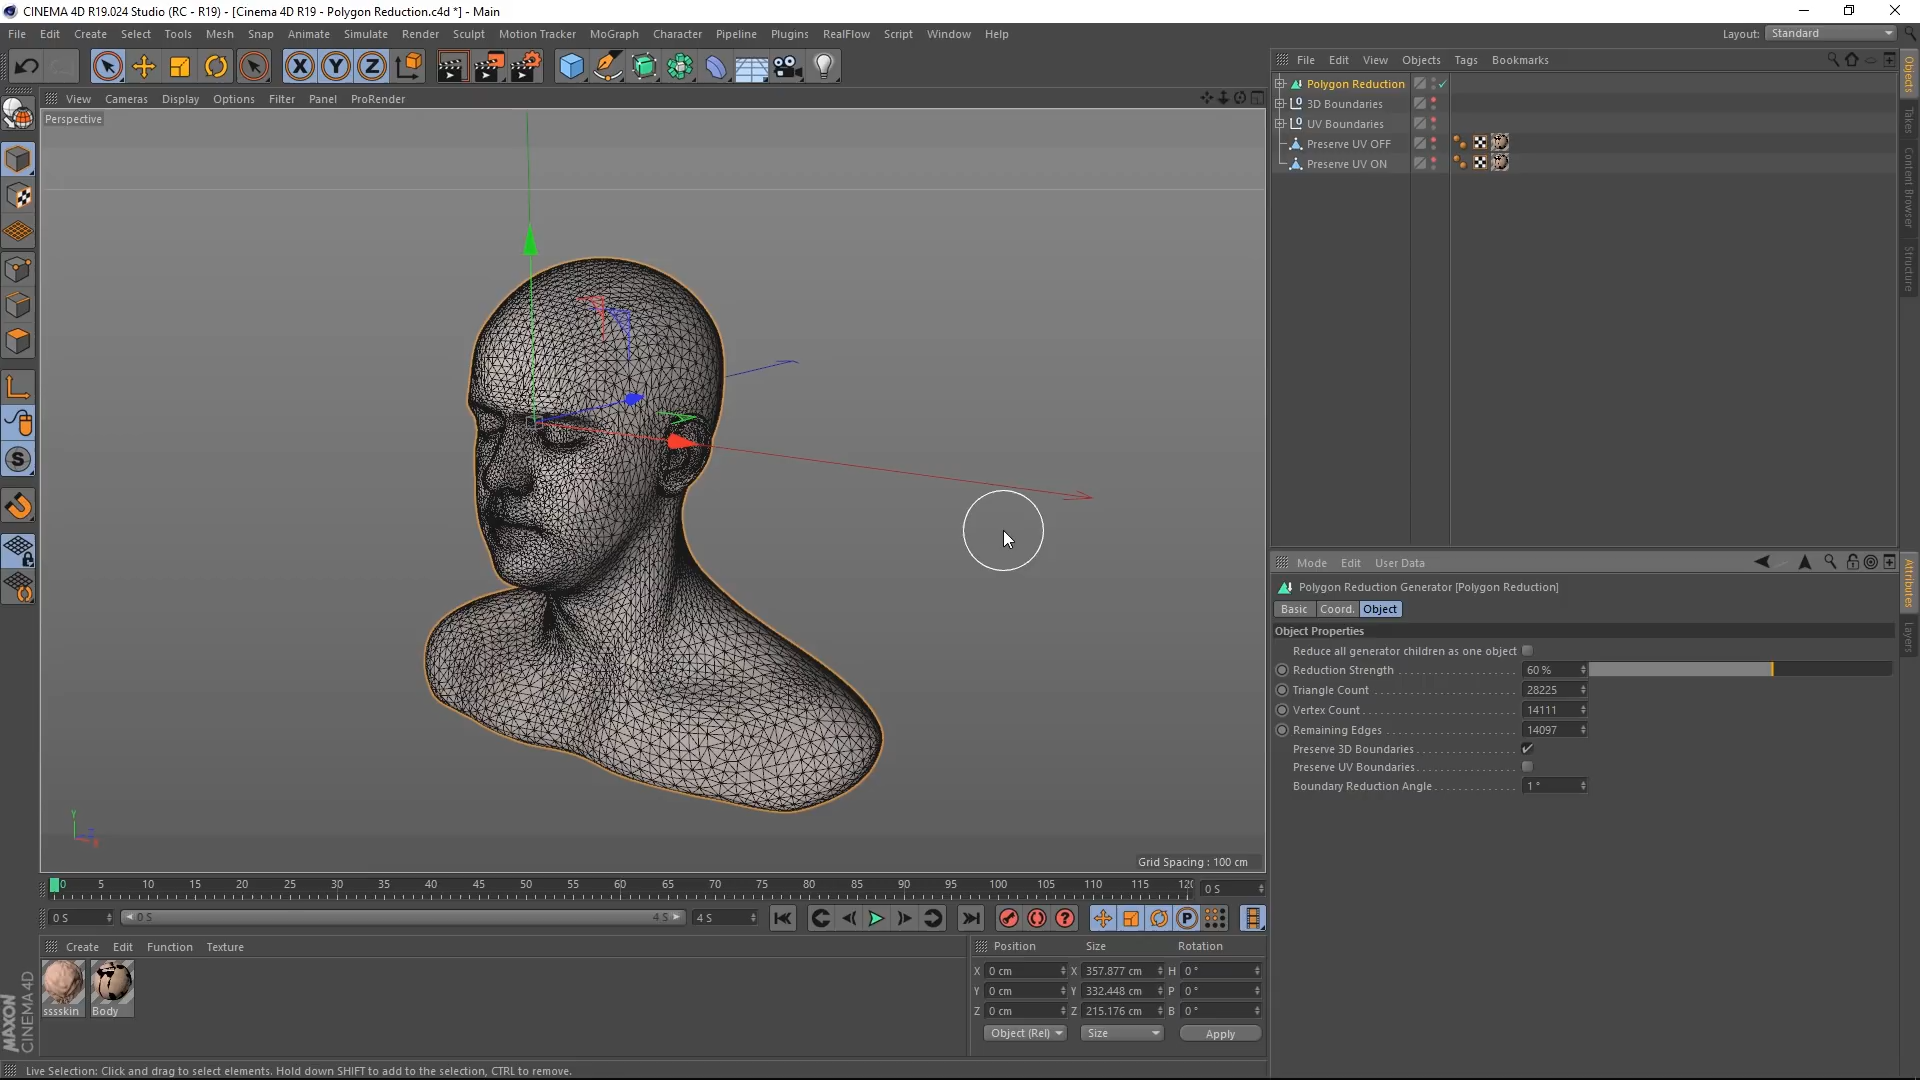 CINEMA 4D R19.024 Studio (RC - R19) - [Cinema 4D R19 - Polygon Reduction.c4d *] - Main
File Edit Create Select Tools Mesh Snap Animate Simulate Render Sculpt Motion Tracker MoGraph Character Pipeline Plugins RealFlow Script Window Help
Layout: Standard
X Y Z
File Edit View Objects Tags Bookmarks
Polygon Reduction
3D Boundaries
UV Boundaries
Preserve UV OFF
Preserve UV ON
Objects
Takes
Content Browser
Structure
View Cameras Display Options Filter Panel ProRender
Perspective
S
Y
Grid Spacing : 100 cm
Mode Edit User Data
Polygon Reduction Generator [Polygon Reduction]
Basic Coord. Object
Object Properties
Reduce all generator children as one object
Reduction Strength 60 %
Triangle Count 28225
Vertex Count 14111
Remaining Edges 14097
Preserve 3D Boundaries
Preserve UV Boundaries
Boundary Reduction Angle 1 °
Attributes
Layers
0 5 10 15 20 25 30 35 40 45 50 55 60 65 70 75 80 85 90 95 100 105 110 115 12
0 S
0 S 0 S 4 S 4 S
? P
Create Edit Function Texture
sssskin Body
MAXON
CINEMA 4D
Position Size Rotation
X 0 cm X 357.877 cm H 0 °
Y 0 cm Y 332.448 cm P 0 °
Z 0 cm Z 215.176 cm B 0 °
Object (Rel) Size Apply
Live Selection: Click and drag to select elements. Hold down SHIFT to add to the selection, CTRL to remove.